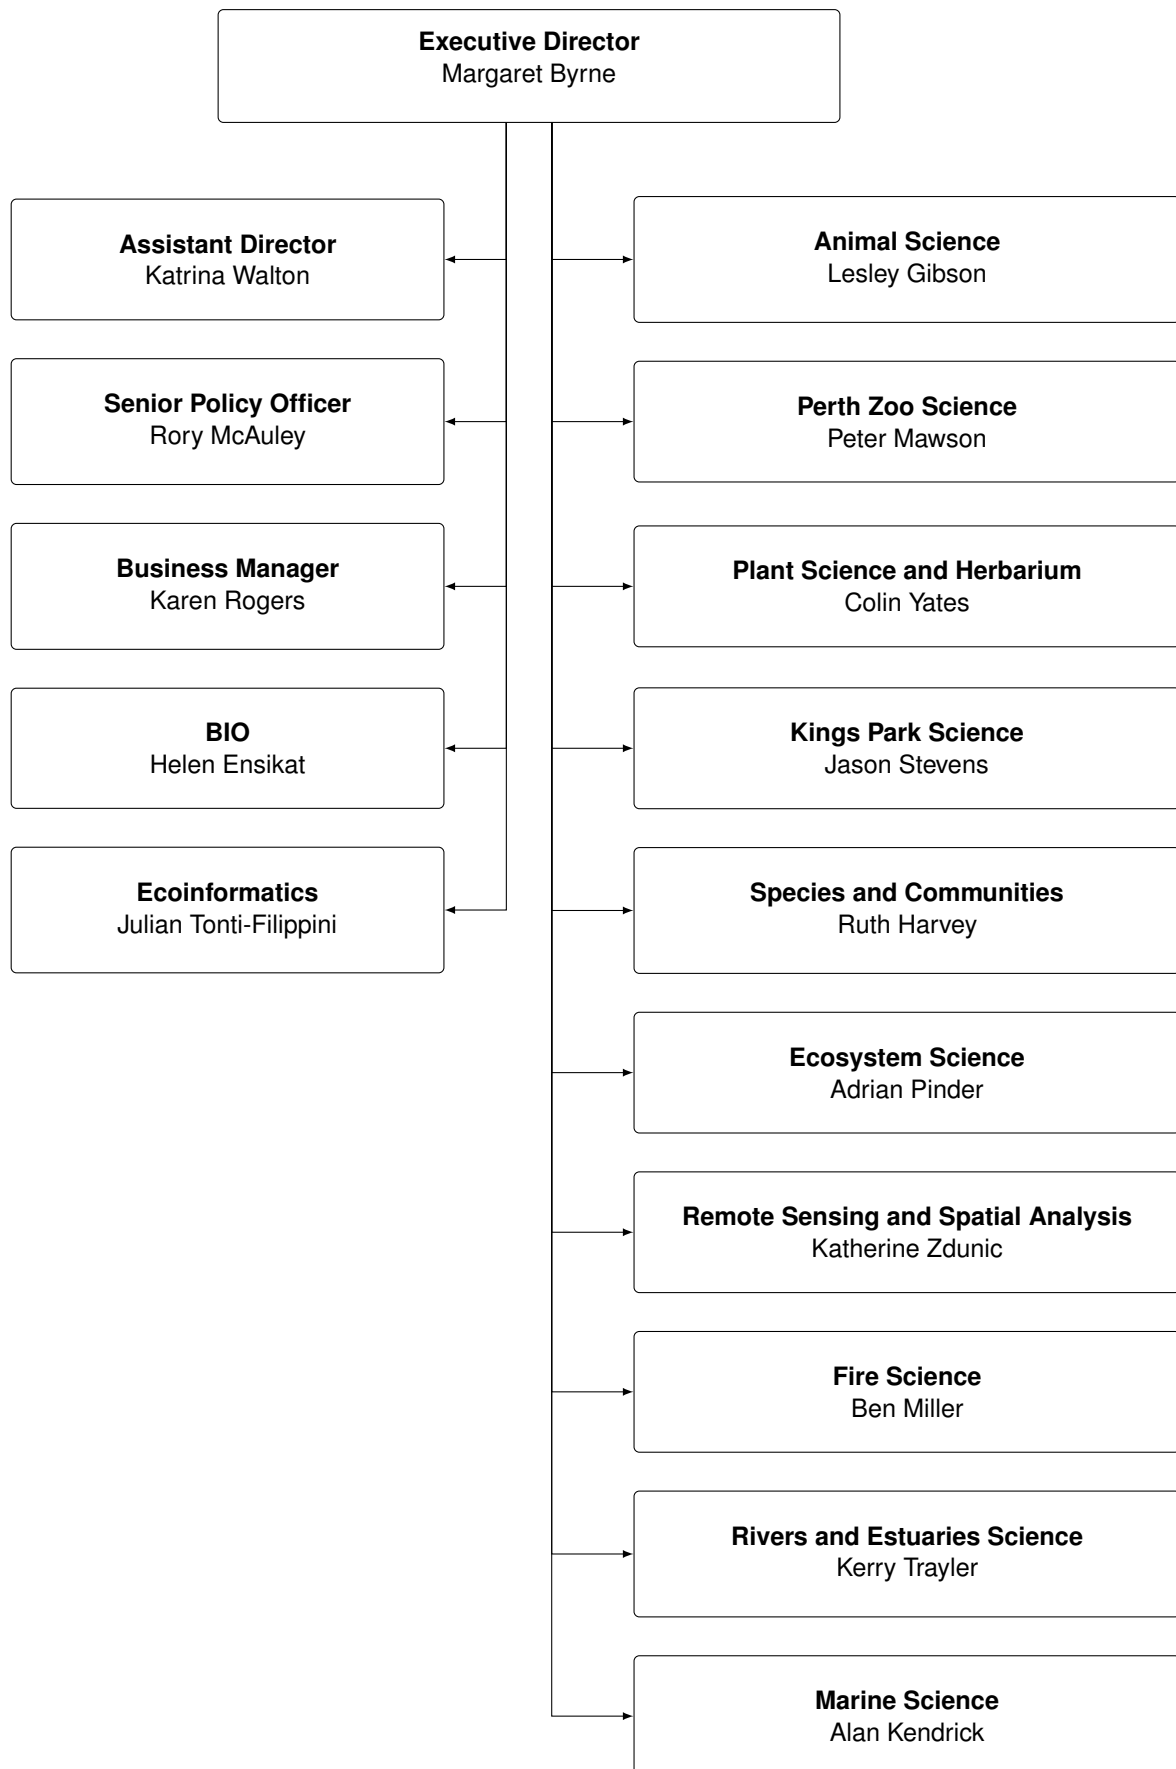 Executive Director
Margaret Byrne
Assistant Director
Katrina Walton
Senior Policy Officer
Rory McAuley
Business Manager
Karen Rogers
BIO
Helen Ensikat
Ecoinformatics
Julian Tonti-Filippini
Animal Science
Lesley Gibson
Perth Zoo Science
Peter Mawson
Plant Science and Herbarium
Colin Yates
Kings Park Science
Jason Stevens
Species and Communities
Ruth Harvey
Ecosystem Science
Adrian Pinder
Remote Sensing and Spatial Analysis
Katherine Zdunic
Fire Science
Ben Miller
Rivers and Estuaries Science
Kerry Trayler
Marine Science
Alan Kendrick